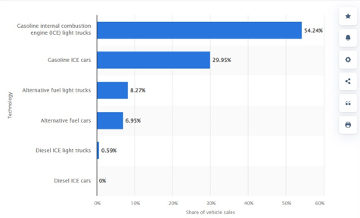 Gasoline internal combustion
engine (ICE) light trucks
54.24%
Gasoline ICE cars
29.95%
Alternative fuel light trucks
8.27%
Alternative fuel cars
6.95%
Diesel ICE light trucks
0.59%
Diesel ICE cars
0%
Technology
0% 10% 20% 30% 40% 50% 60%
Share of vehicle sales